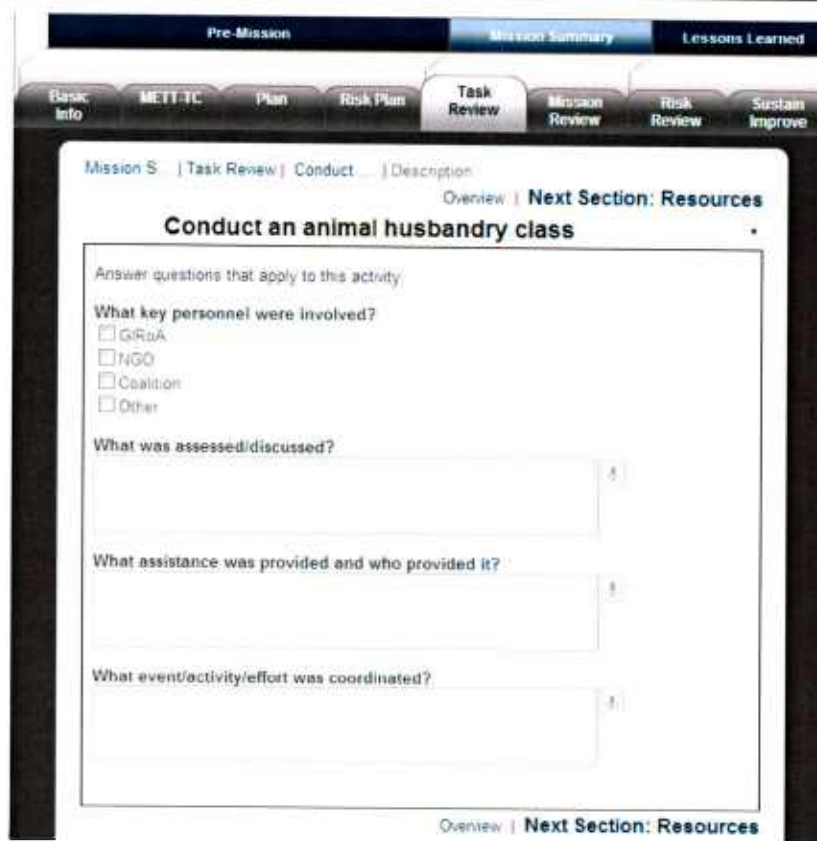 Pre-Mission Mission Summary Lessons Learned
Basic Info METT-TC Plan Risk Plan Task Review Mission Review Risk Review Sustain Improve
Mission S... | Task Review | Conduct ... | Description
Overview | Next Section: Resources
Conduct an animal husbandry class
Answer questions that apply to this activity
What key personnel were involved?
GIRoA
NGO
Coalition
Other
What was assessed/discussed?
What assistance was provided and who provided it?
What event/activity/effort was coordinated?
Overview | Next Section: Resources